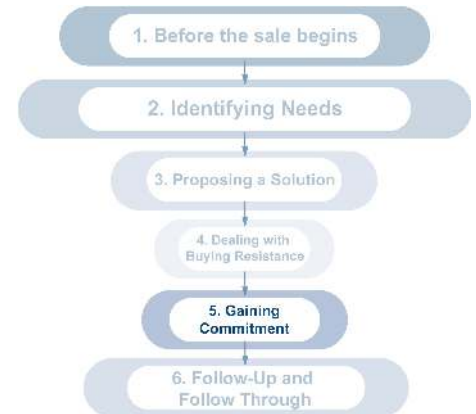 1. Before the sale begins
2. Identifying Needs
3. Proposing a Solution
4. Dealing with
Buying Resistance
5. Gaining
Commitment
6. Follow-Up and
Follow Through